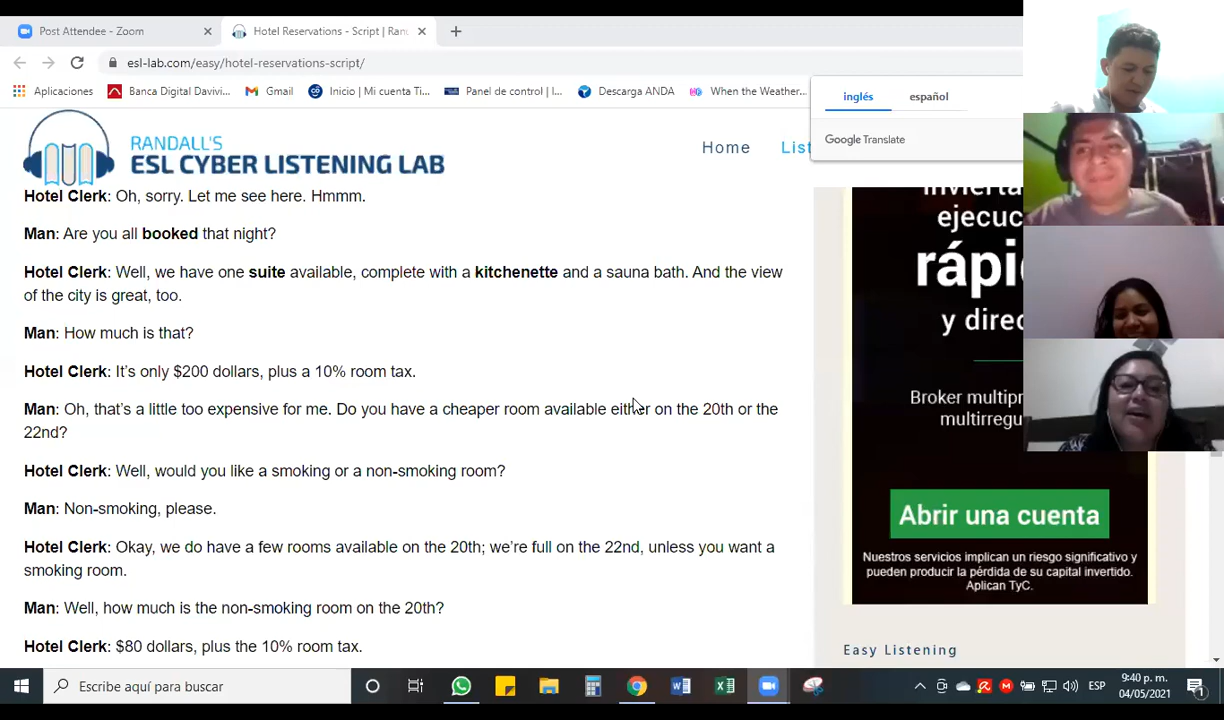 Post Attendee - Zoom
Hotel Reservations - Script | Ran
esl-lab.com/easy/hotel-reservations-script/
Aplicaciones
Banca Digital Davivi...
Gmail
Inicio | Mi cuenta Ti...
Panel de control | I...
Descarga ANDA
When the Weather...
inglés
español
Google Translate
RANDALL'S
ESL CYBER LISTENING LAB
Home
List
Hotel Clerk: Oh, sorry. Let me see here. Hmmm.
Man: Are you all booked that night?
Hotel Clerk: Well, we have one suite available, complete with a kitchenette and a sauna bath. And the view
of the city is great, too.
Man: How much is that?
Hotel Clerk: It's only $200 dollars, plus a 10% room tax.
Man: Oh, that's a little too expensive for me. Do you have a cheaper room available either on the 20th or the
22nd?
Hotel Clerk: Well, would you like a smoking or a non-smoking room?
Man: Non-smoking, please.
Hotel Clerk: Okay, we do have a few rooms available on the 20th; we're full on the 22nd, unless you want a
smoking room.
Man: Well, how much is the non-smoking room on the 20th?
Hotel Clerk: $80 dollars, plus the 10% room tax.
ejecuc
rápi
y direc
Broker multipr
multirregu
Abrir una cuenta
Nuestros servicios implican un riesgo significativo y
pueden producir la pérdida de su capital invertido.
Aplican TyC.
Easy Listening
Escribe aquí para buscar
ESP
9:40 p. m.
04/05/2021
1